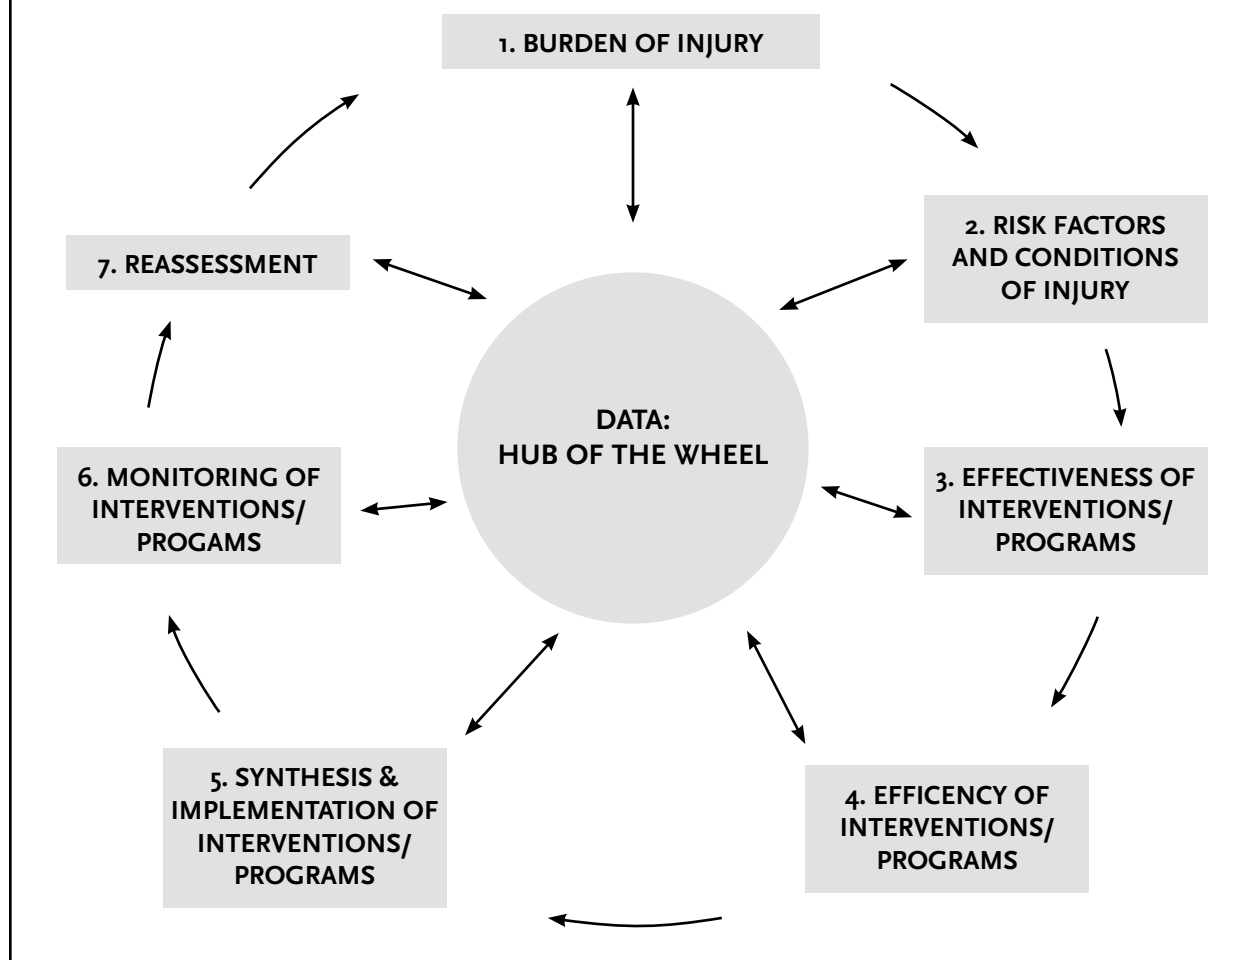 1. BURDEN OF INJURY
2. RISK FACTORS
AND CONDITIONS
OF INJURY
7. REASSESSMENT
DATA:
HUB OF THE WHEEL
6. MONITORING OF
INTERVENTIONS/
PROGAMS
3. EFFECTIVENESS OF
INTERVENTIONS/
PROGRAMS
5. SYNTHESIS &
IMPLEMENTATION OF
INTERVENTIONS/
PROGRAMS
4. EFFICENCY OF
INTERVENTIONS/
PROGRAMS